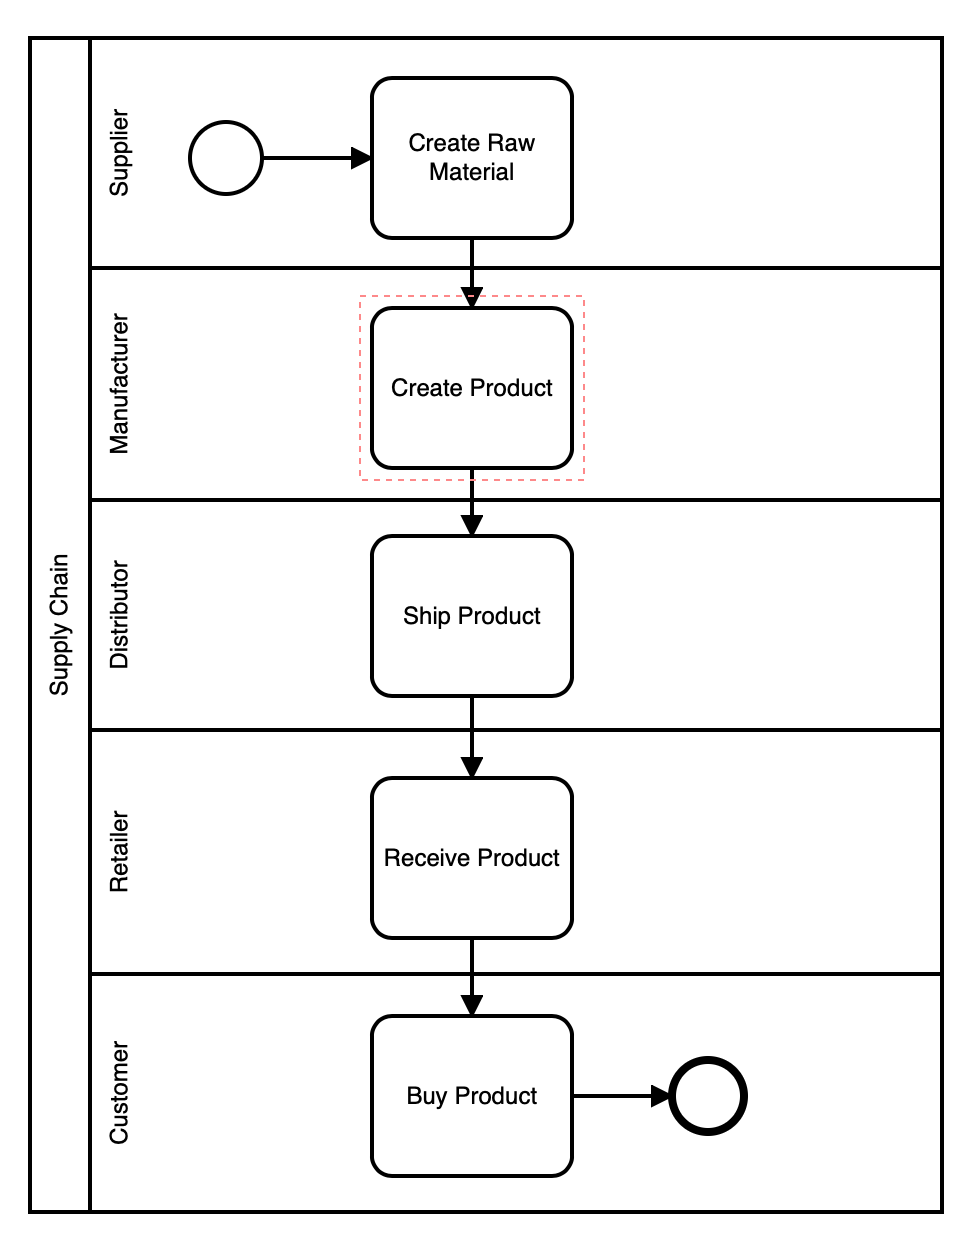 Supply Chain
Supplier
Create Raw
Material
Manufacturer
Create Product
Distributor
Ship Product
Retailer
Receive Product
Customer
Buy Product